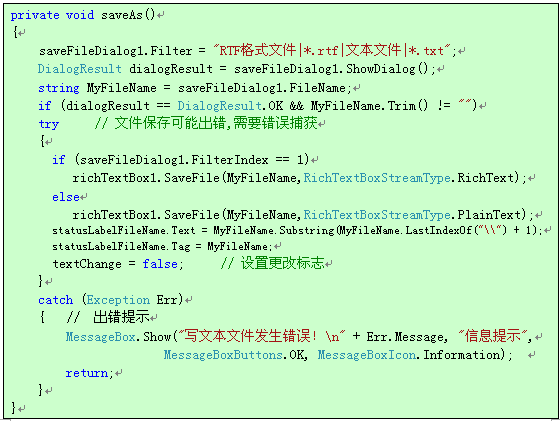 private void saveAs()
{
saveFileDialog1.Filter = "RTF格式文件|*.rtf|文本文件|*.txt";
DialogResult dialogResult = saveFileDialog1.ShowDialog();
string MyFileName = saveFileDialog1.FileName;
if (dialogResult == DialogResult.OK && MyFileName.Trim() != "")
try // 文件保存可能出错,需要错误捕获
{
if (saveFileDialog1.FilterIndex == 1)
richTextBox1.SaveFile(MyFileName,RichTextBoxStreamType.RichText);
else
richTextBox1.SaveFile(MyFileName,RichTextBoxStreamType.PlainText);
statusLabelFileName.Text = MyFileName.Substring(MyFileName.LastIndexOf("\\") + 1);
statusLabelFileName.Tag = MyFileName;
textChange = false; // 设置更改标志
}
catch (Exception Err)
{ // 出错提示
MessageBox.Show("写文本文件发生错误！\n" + Err.Message, "信息提示",
MessageBoxButtons.OK, MessageBoxIcon.Information);
return;
}
}